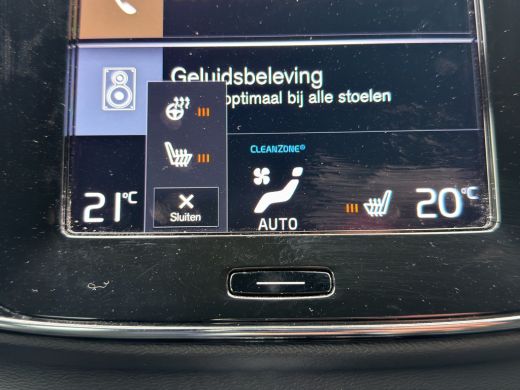 Geluidsbeleving
optimaal bij alle stoelen
CLEANZONE®
21°C
Sluiten
AUTO
20°C